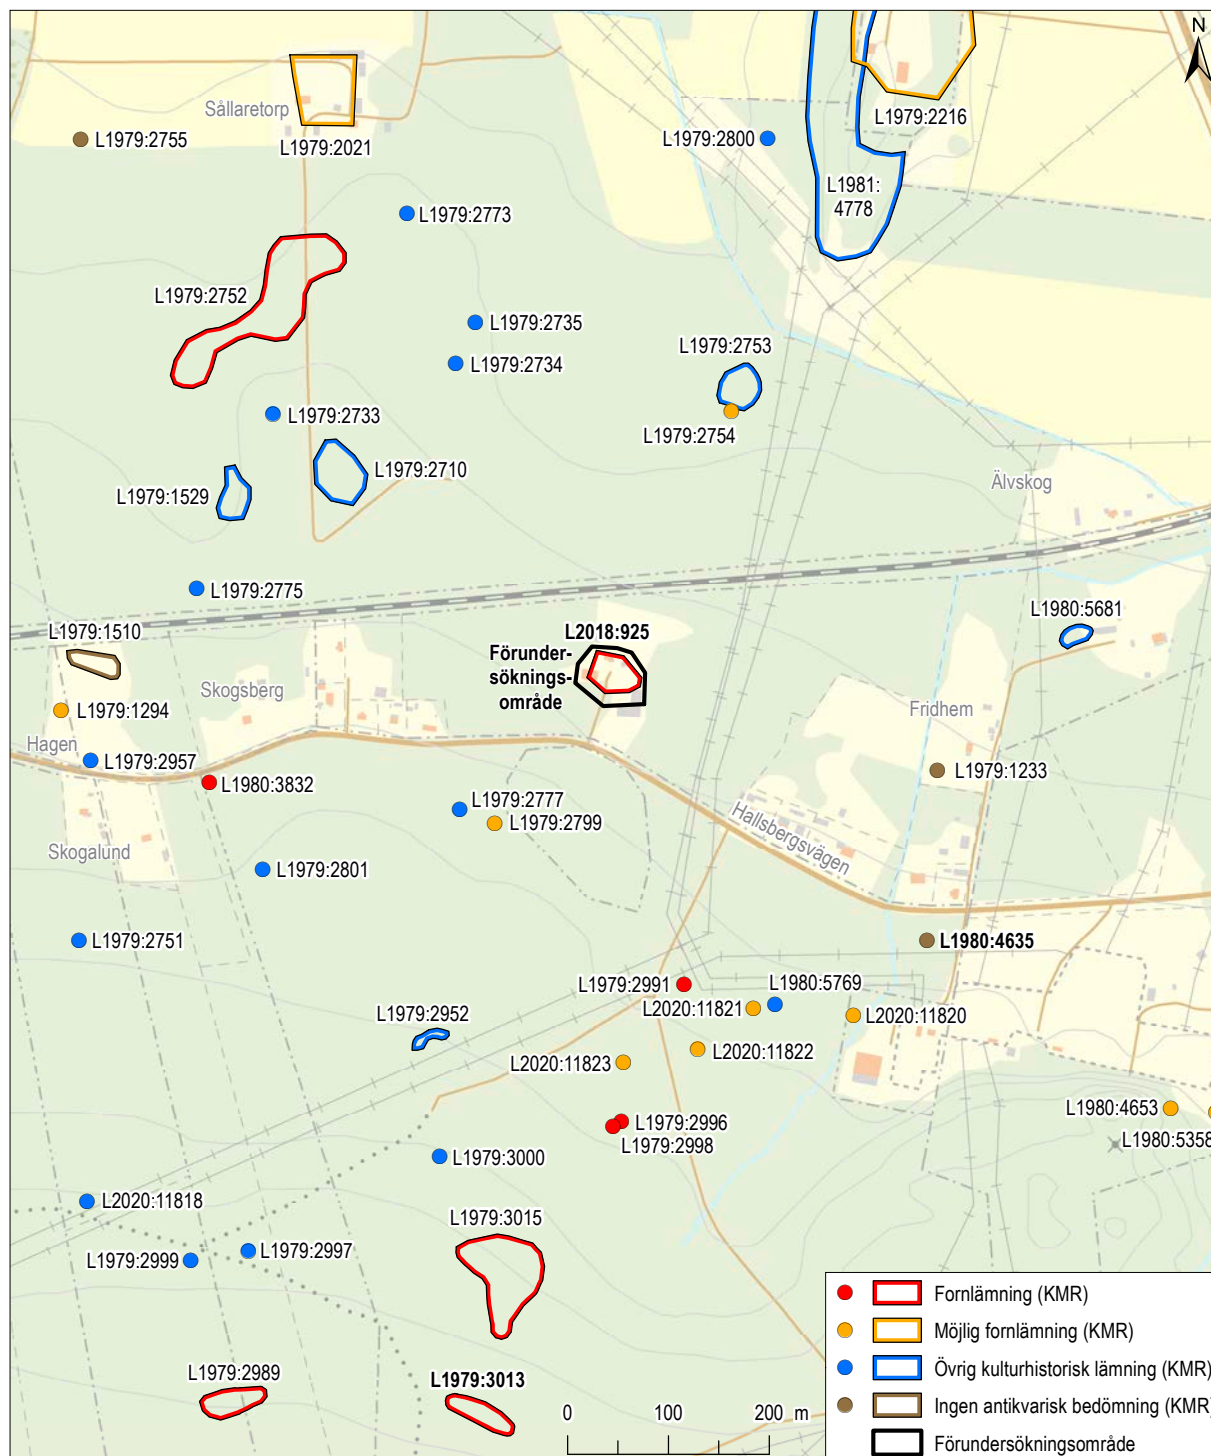 N
Sållaretorp
L1979:2216
L1979:2755
L1979:2021
L1979:2800
L1981:
4778
L1979:2773
L1979:2752
L1979:2735
L1979:2753
L1979:2734
L1979:2733
L1979:2754
L1979:2710
L1979:1529
Älvskog
L1979:2775
L1980:5681
L1979:1510
L2018:925
Förunder-
söknings-
område
Skogsberg
L1979:1294
Fridhem
Hagen
L1979:2957
L1979:1233
L1980:3832
L1979:2777
L1979:2799
Hallsbergsvägen
Skogalund
L1979:2801
L1979:2751
L1980:4635
L1979:2991
L1980:5769
L2020:11821
L1979:2952
L2020:11820
L2020:11822
L2020:11823
L1980:4653
L1979:2996
L1980:5358
L1979:2998
L1979:3000
L2020:11818
L1979:3015
L1979:2997
L1979:2999
L1979:2989
L1979:3013
0 100 200 m
Fornlämning (KMR)
Möjlig fornlämning (KMR)
Övrig kulturhistorisk lämning (KMR)
Ingen antikvarisk bedömning (KMR)
Förundersökningsområde